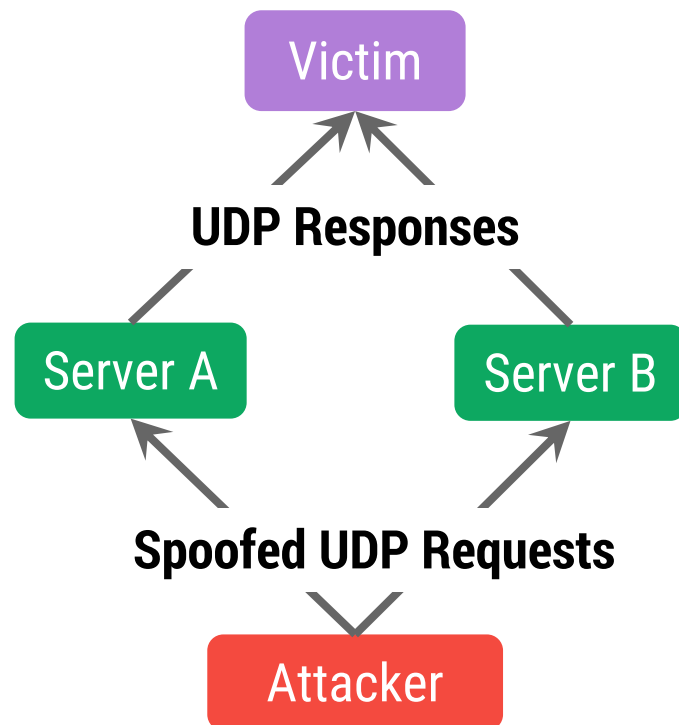 Victim
UDP Responses
Server A
Server B
Spoofed UDP Requests
Attacker